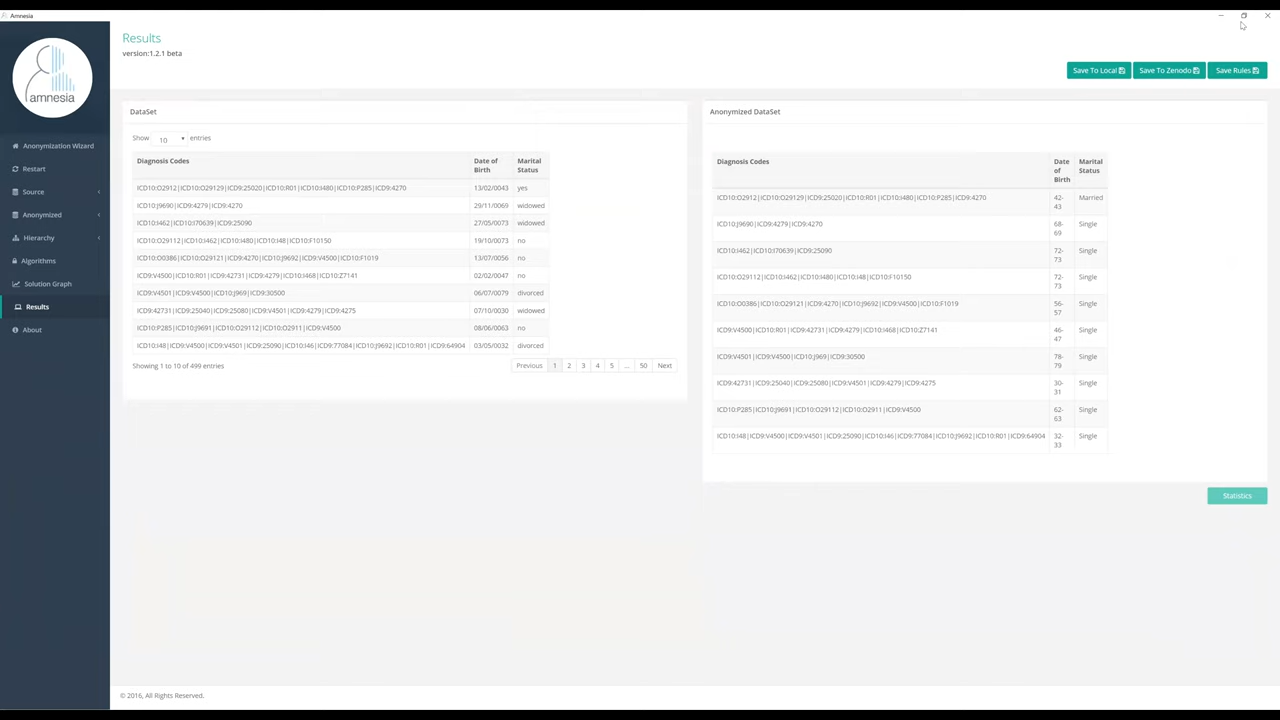 Amnesia
Results
version:1.2.1 beta
Save To Local
Save To Zenodo
Save Rules
amnesia
Anonymization Wizard
Restart
Source
Anonymized
Hierarchy
Algorithms
Solution Graph
Results
About
DataSet
Show 10 entries
Diagnosis Codes Date of Birth Marital Status
ICD10:O2912|ICD10:O29129|ICD9:25020|ICD10:R01|ICD10:I480|ICD10:P285|ICD9:4270 13/02/0043 yes
ICD10:J9690|ICD9:4279|ICD9:4270 29/11/0069 widowed
ICD10:I462|ICD10:I70639|ICD9:25090 27/05/0073 widowed
ICD10:O29112|ICD10:I462|ICD10:I480|ICD10:I48|ICD10:F10150 19/10/0073 no
ICD10:O0386|ICD10:O29121|ICD9:4270|ICD10:J9692|ICD9:V4500|ICD10:F1019 13/07/0056 no
ICD9:V4500|ICD10:R01|ICD9:42731|ICD9:4279|ICD10:I468|ICD10:Z7141 02/02/0047 no
ICD9:V4501|ICD9:V4500|ICD10:J969|ICD9:30500 06/07/0079 divorced
ICD9:42731|ICD9:25040|ICD9:25080|ICD9:V4501|ICD9:4279|ICD9:4275 07/10/0030 widowed
ICD10:P285|ICD10:J9691|ICD10:O29112|ICD10:O2911|ICD9:V4500 08/06/0063 no
ICD10:I48|ICD9:V4500|ICD9:V4501|ICD9:25090|ICD10:I46|ICD9:77084|ICD10:J9692|ICD10:R01|ICD9:64904 03/05/0032 divorced
Showing 1 to 10 of 499 entries
Previous 1 2 3 4 5 ... 50 Next
Anonymized DataSet
Diagnosis Codes Date of Birth Marital Status
ICD10:O2912|ICD10:O29129|ICD9:25020|ICD10:R01|ICD10:I480|ICD10:P285|ICD9:4270 42-43 Married
ICD10:J9690|ICD9:4279|ICD9:4270 68-69 Single
ICD10:I462|ICD10:I70639|ICD9:25090 72-73 Single
ICD10:O29112|ICD10:I462|ICD10:I480|ICD10:I48|ICD10:F10150 72-73 Single
ICD10:O0386|ICD10:O29121|ICD9:4270|ICD10:J9692|ICD9:V4500|ICD10:F1019 56-57 Single
ICD9:V4500|ICD10:R01|ICD9:42731|ICD9:4279|ICD10:I468|ICD10:Z7141 46-47 Single
ICD9:V4501|ICD9:V4500|ICD10:J969|ICD9:30500 78-79 Single
ICD9:42731|ICD9:25040|ICD9:25080|ICD9:V4501|ICD9:4279|ICD9:4275 30-31 Single
ICD10:P285|ICD10:J9691|ICD10:O29112|ICD10:O2911|ICD9:V4500 62-63 Single
ICD10:I48|ICD9:V4500|ICD9:V4501|ICD9:25090|ICD10:I46|ICD9:77084|ICD10:J9692|ICD10:R01|ICD9:64904 32-33 Single
Statistics
© 2016, All Rights Reserved.